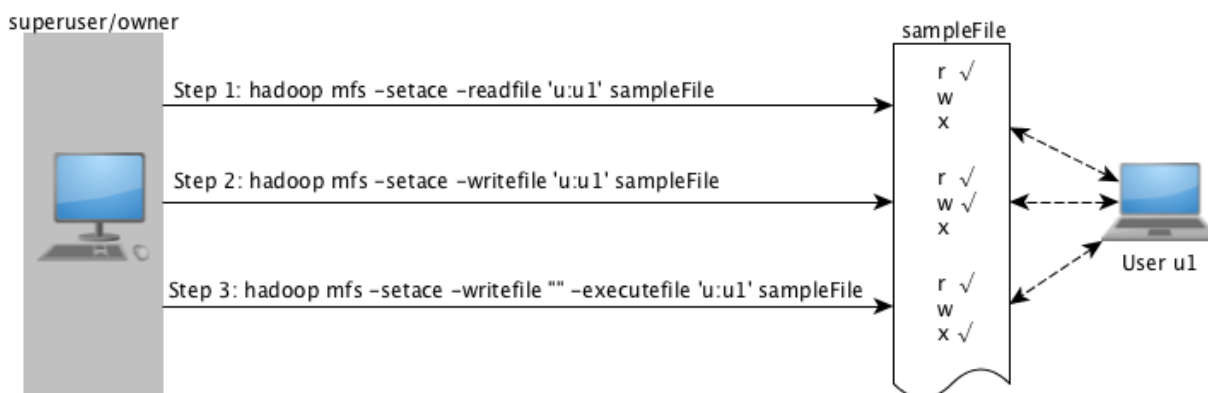 superuser/owner
sampleFile
Step 1: hadoop mfs -setace -readfile 'u:u1' sampleFile
r √
w
x
Step 2: hadoop mfs -setace -writefile 'u:u1' sampleFile
r √
w √
x
User u1
Step 3: hadoop mfs -setace -writefile "" -executefile 'u:u1' sampleFile
r √
w
x √